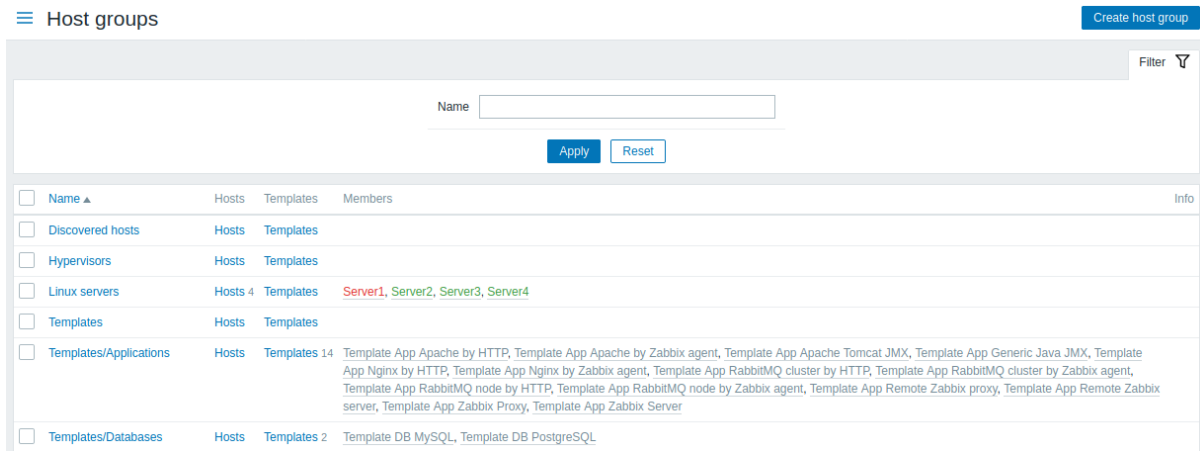 Host groups
Create host group
Filter
Name
Apply Reset
Name Hosts Templates Members Info
Discovered hosts Hosts Templates
Hypervisors Hosts Templates
Linux servers Hosts 4 Templates Server1, Server2, Server3, Server4
Templates Hosts Templates
Templates/Applications Hosts Templates 14 Template App Apache by HTTP, Template App Apache by Zabbix agent, Template App Apache Tomcat JMX, Template App Generic Java JMX, Template
App Nginx by HTTP, Template App Nginx by Zabbix agent, Template App RabbitMQ cluster by HTTP, Template App RabbitMQ cluster by Zabbix agent,
Template App RabbitMQ node by HTTP, Template App RabbitMQ node by Zabbix agent, Template App Remote Zabbix proxy, Template App Remote Zabbix
server, Template App Zabbix Proxy, Template App Zabbix Server
Templates/Databases Hosts Templates 2 Template DB MySQL, Template DB PostgreSQL